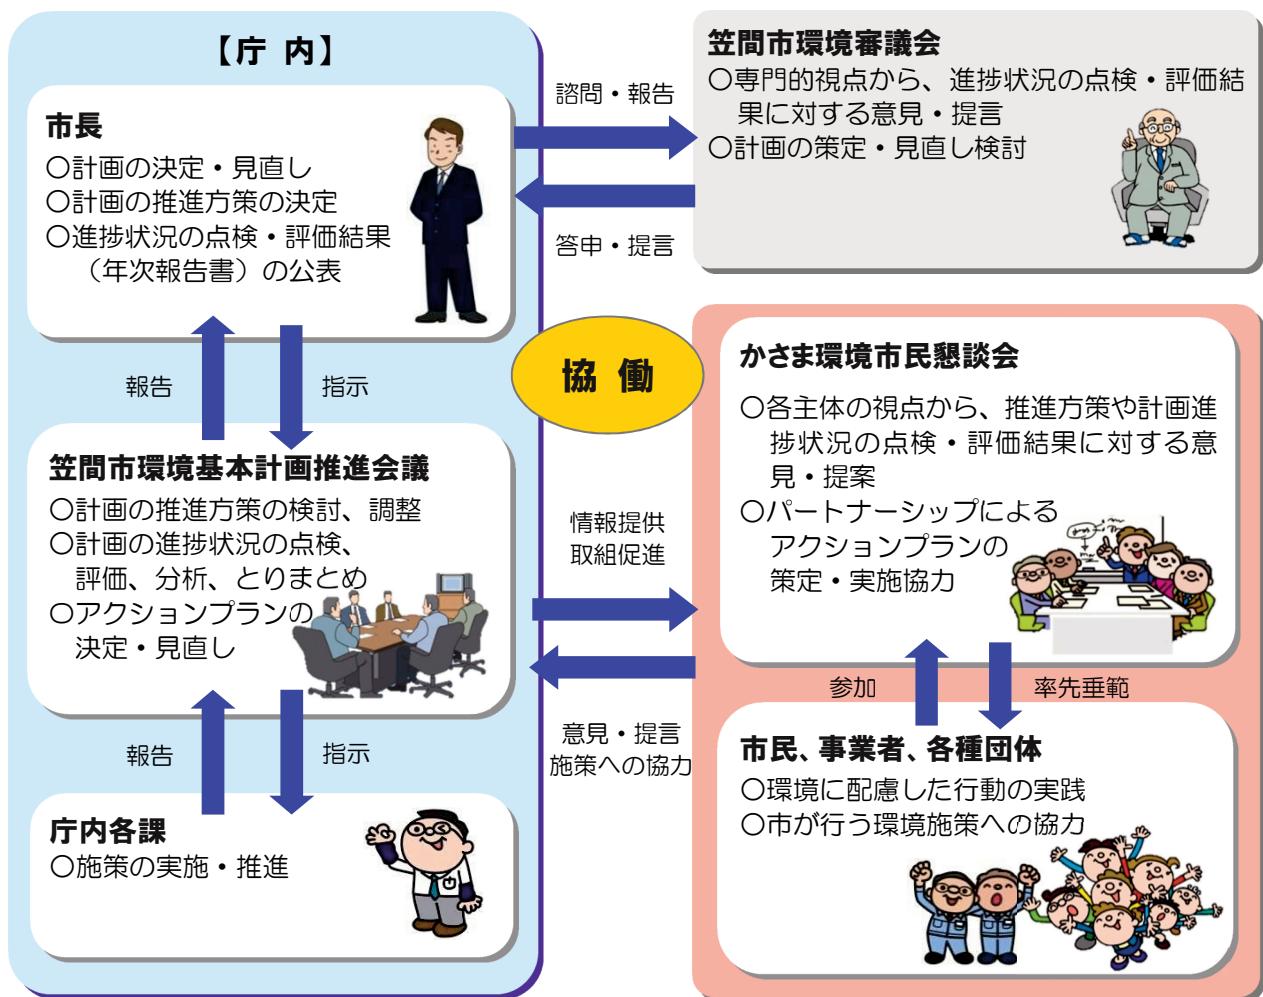 【庁 内】
市長
○計画の決定・見直し
○計画の推進方策の決定
○進捗状況の点検・評価結果
（年次報告書）の公表
報告
指示
笠間市環境基本計画推進会議
○計画の推進方策の検討、調整
○計画の進捗状況の点検、
評価、分析、とりまとめ
○アクションプランの
決定・見直し
報告
指示
庁内各課
○施策の実施・推進
諮問・報告
答申・提言
協 働
情報提供
取組促進
意見・提言
施策への協力
笠間市環境審議会
○専門的視点から、進捗状況の点検・評価結
果に対する意見・提言
○計画の策定・見直し検討
かさま環境市民懇談会
○各主体の視点から、推進方策や計画進
捗状況の点検・評価結果に対する意
見・提案
○パートナーシップによる
アクションプランの
策定・実施協力
参加
率先垂範
市民、事業者、各種団体
○環境に配慮した行動の実践
○市が行う環境施策への協力